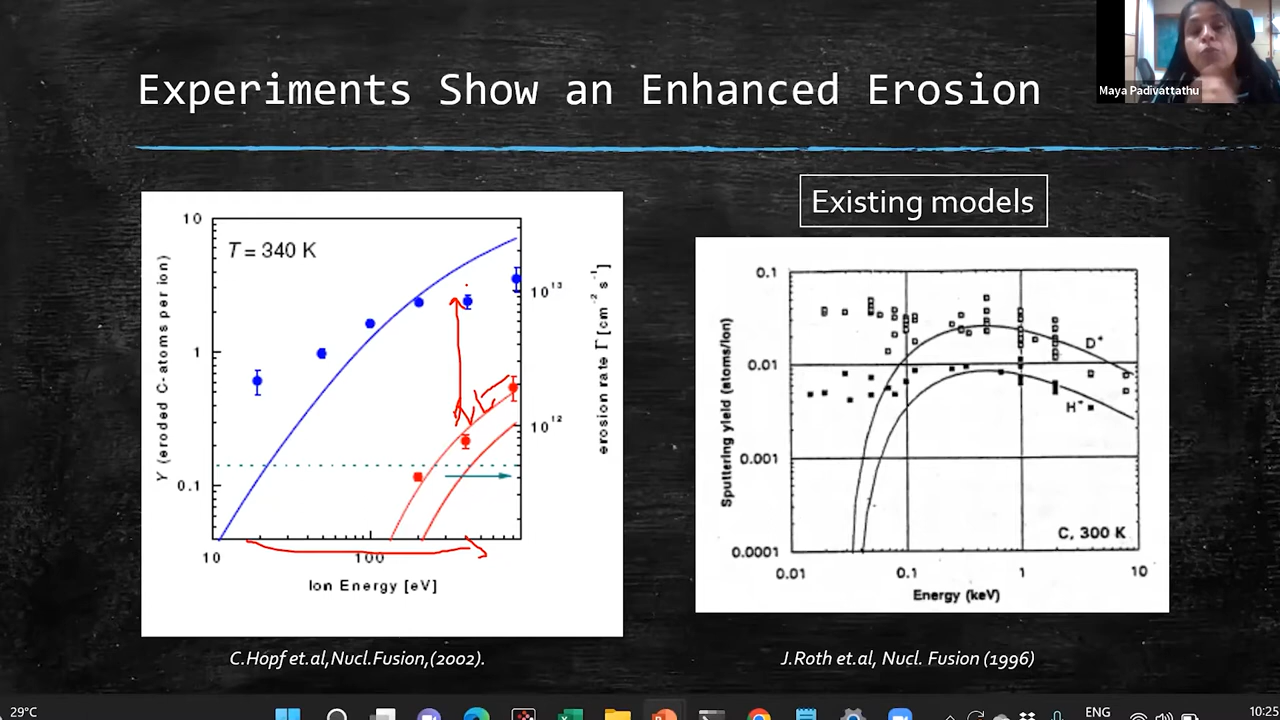 Experiments Show an Enhanced Erosion
Maya Padivattathu
Existing models
10
1
0.1
10
100
T = 340 K
Y (eroded C-atoms per ion)
Ion Energy [eV]
10¹³
10¹²
erosion rate Γ [cm⁻² s⁻¹]
0.1
0.01
0.001
0.0001
Sputtering yield (atoms/ion)
D⁺
H⁺
C, 300 K
0.01
0.1
1
10
Energy (keV)
C.Hopf et.al,Nucl.Fusion,(2002).
J.Roth et.al, Nucl. Fusion (1996)
29°C
ENG
10:25